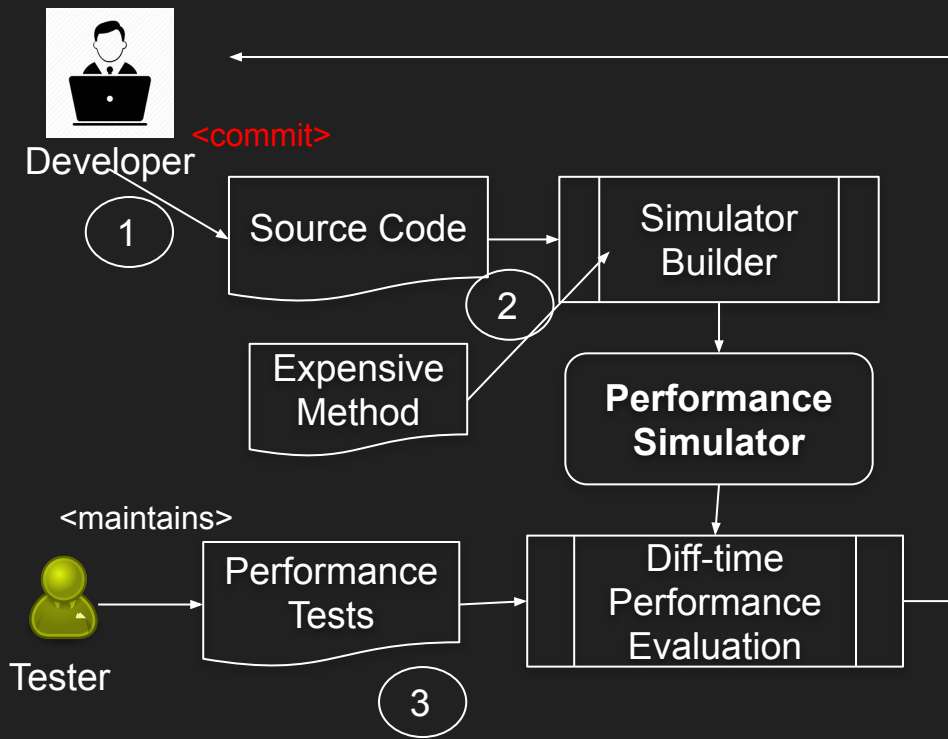 <commit>
Developer
1
Source Code
Simulator
Builder
2
Expensive
Method
Performance
Simulator
<maintains>
Performance
Tests
Diff-time
Performance
Evaluation
Tester
3